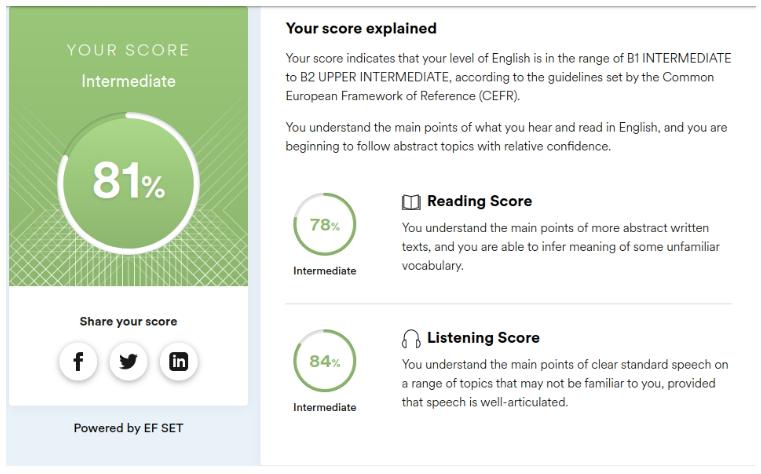 YOUR SCORE
Intermediate
81%
Share your score
Powered by EF SET
Your score explained
Your score indicates that your level of English is in the range of B1 INTERMEDIATE
to B2 UPPER INTERMEDIATE, according to the guidelines set by the Common
European Framework of Reference (CEFR).
You understand the main points of what you hear and read in English, and you are
beginning to follow abstract topics with relative confidence.
78%
Intermediate
Reading Score
You understand the main points of more abstract written
texts, and you are able to infer meaning of some unfamiliar
vocabulary.
84%
Intermediate
Listening Score
You understand the main points of clear standard speech on
a range of topics that may not be familiar to you, provided
that speech is well-articulated.